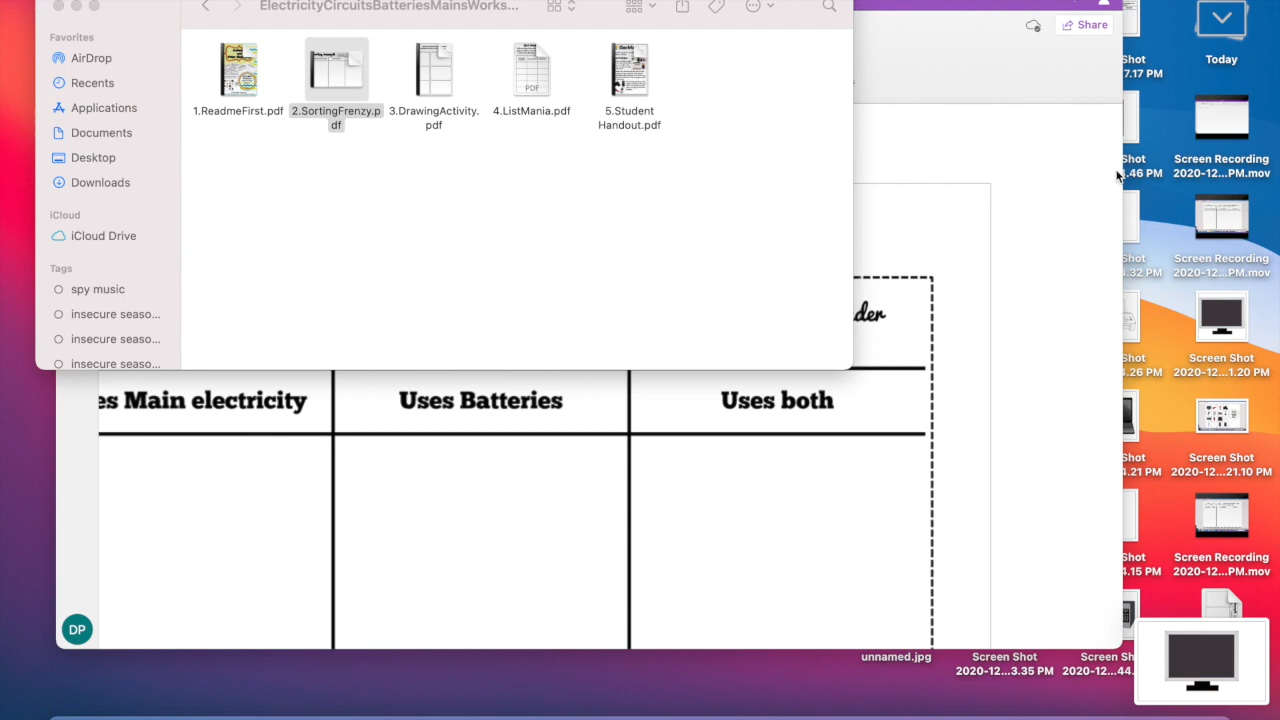 ElectricityCircuitsBatteriesMainsWorks...
Share
Favorites
AirDrop
Recents
Applications
Documents
Desktop
Downloads
iCloud
iCloud Drive
Tags
spy music
insecure seaso...
insecure seaso...
insecure seaso...
1.ReadmeFirst.pdf
2.SortingFrenzy.p
df
3.DrawingActivity.
pdf
PDF
4.ListMania.pdf
5.Student
Handout.pdf
der
es Main electricity
Uses Batteries
Uses both
DP
Shot
7.17 PM
Today
Shot
.46 PM
Screen Recording
2020-12...PM.mov
Shot
.32 PM
Screen Recording
2020-12...PM.mov
Shot
.26 PM
Screen Shot
2020-12...1.20 PM
Shot
4.21 PM
Screen Shot
2020-12...21.10 PM
Shot
4.15 PM
Screen Recording
2020-12...PM.mov
unnamed.jpg
Screen Shot
2020-12...3.35 PM
Screen Sh
2020-12...44.